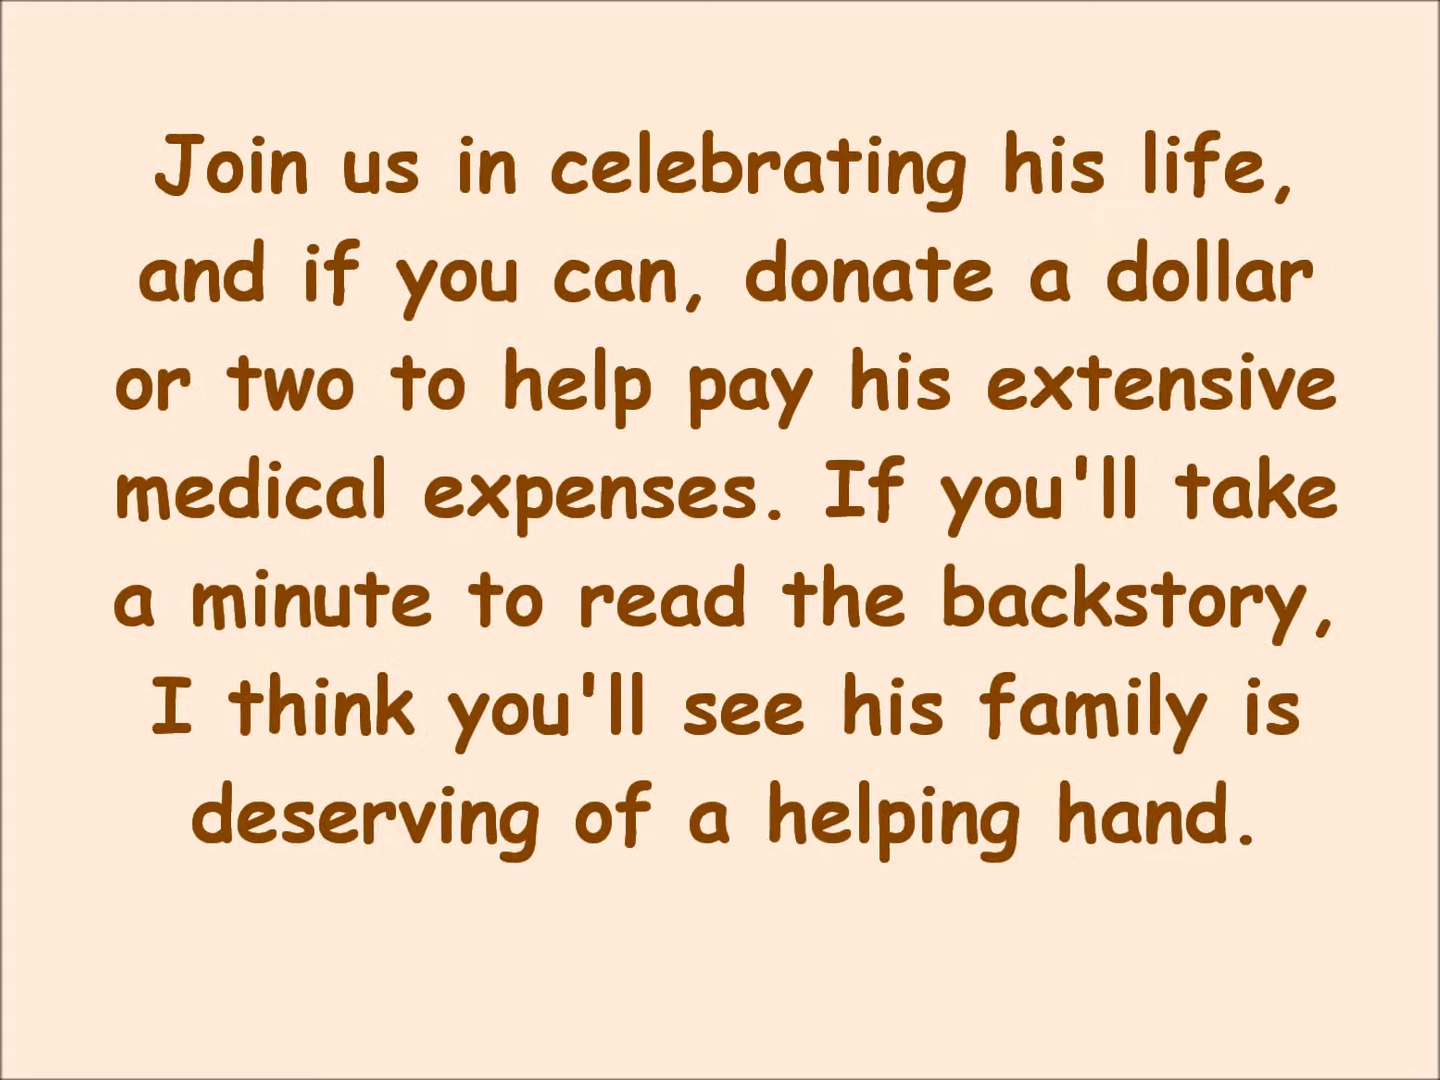 Join us in celebrating his life,
and if you can, donate a dollar
or two to help pay his extensive
medical expenses. If you'll take
a minute to read the backstory,
I think you'll see his family is
deserving of a helping hand.